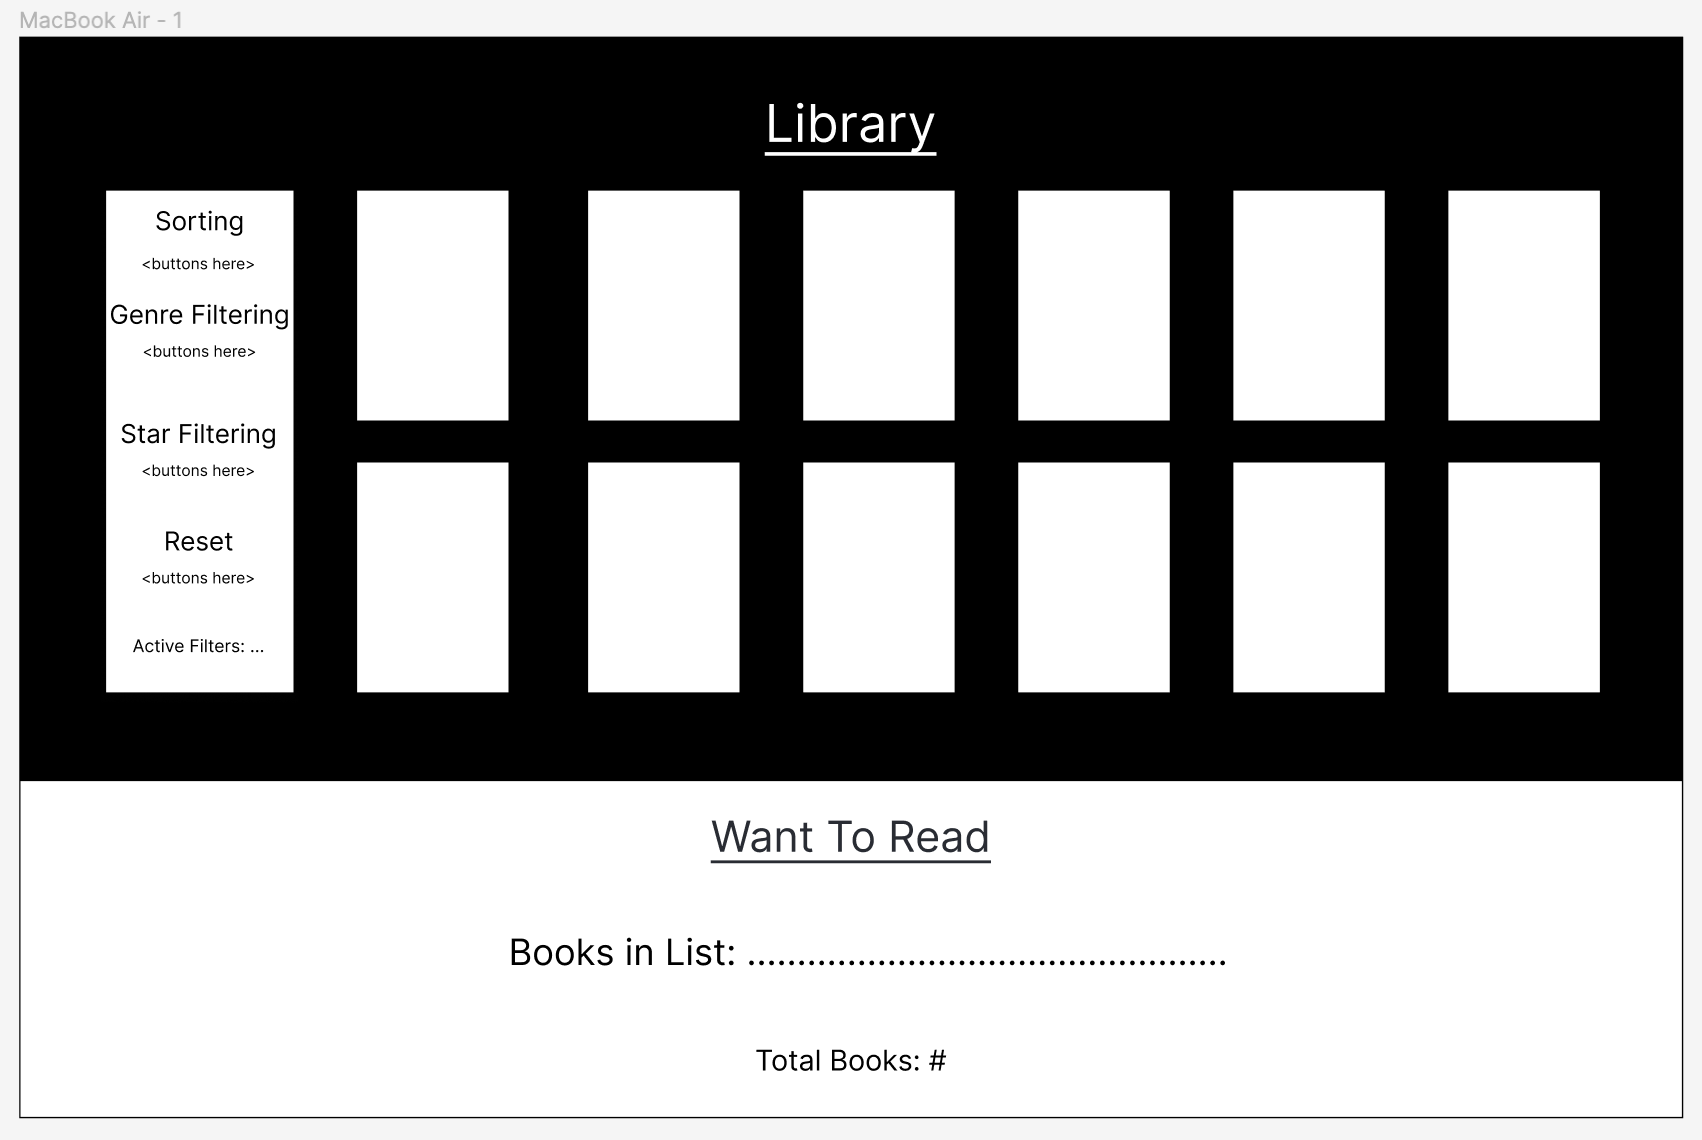 MacBook Air - 1
Library
Sorting
<buttons here>
Genre Filtering
<buttons here>
Star Filtering
<buttons here>
Reset
<buttons here>
Active Filters: ...
Want To Read
Books in List: ................................................
Total Books: #